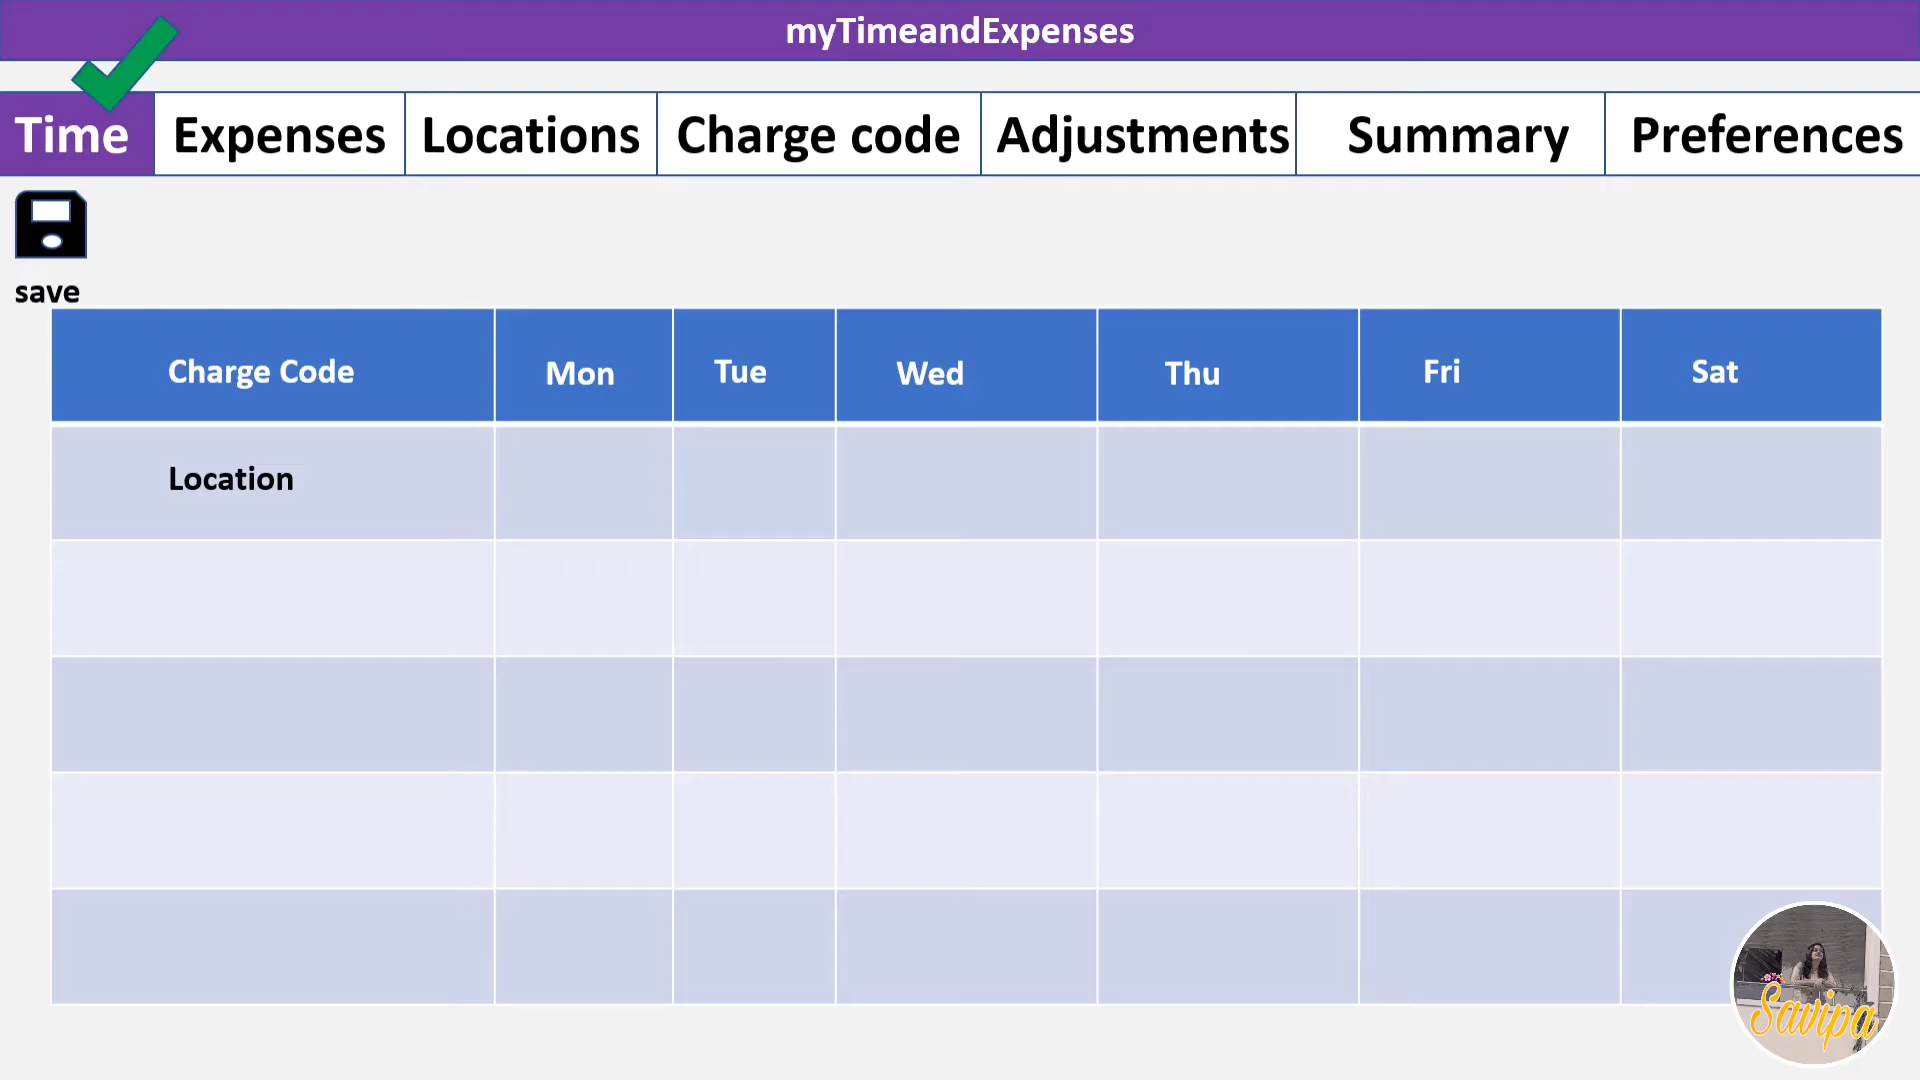 myTimeandExpenses
Time Expenses Locations Charge code Adjustments Summary Preferences
save
Charge Code Mon Tue Wed Thu Fri Sat
Location
Savipa